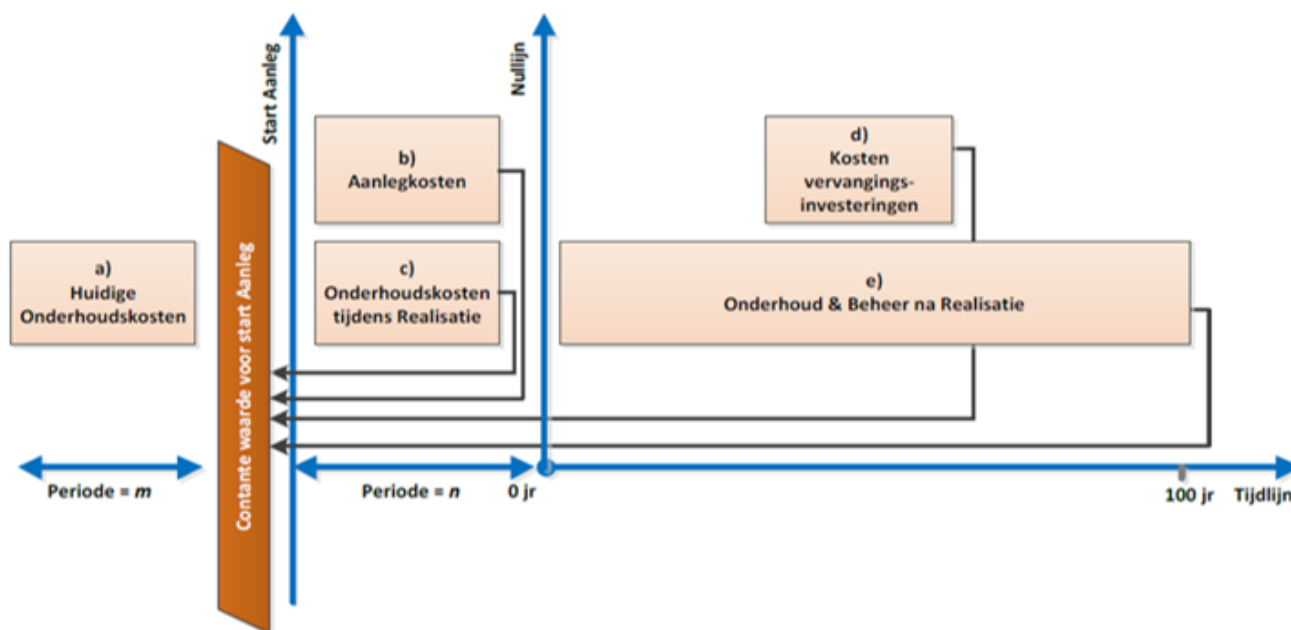 Start Aanleg
Nullijn
b)
Aanlegkosten
d)
Kosten
vervangings-
investeringen
a)
Huidige
Onderhoudskosten
Contante waarde voor start Aanleg
c)
Onderhoudskosten
tijdens Realisatie
e)
Onderhoud & Beheer na Realisatie
Periode = m
Periode = n
0 jr
100 jr
Tijdlijn